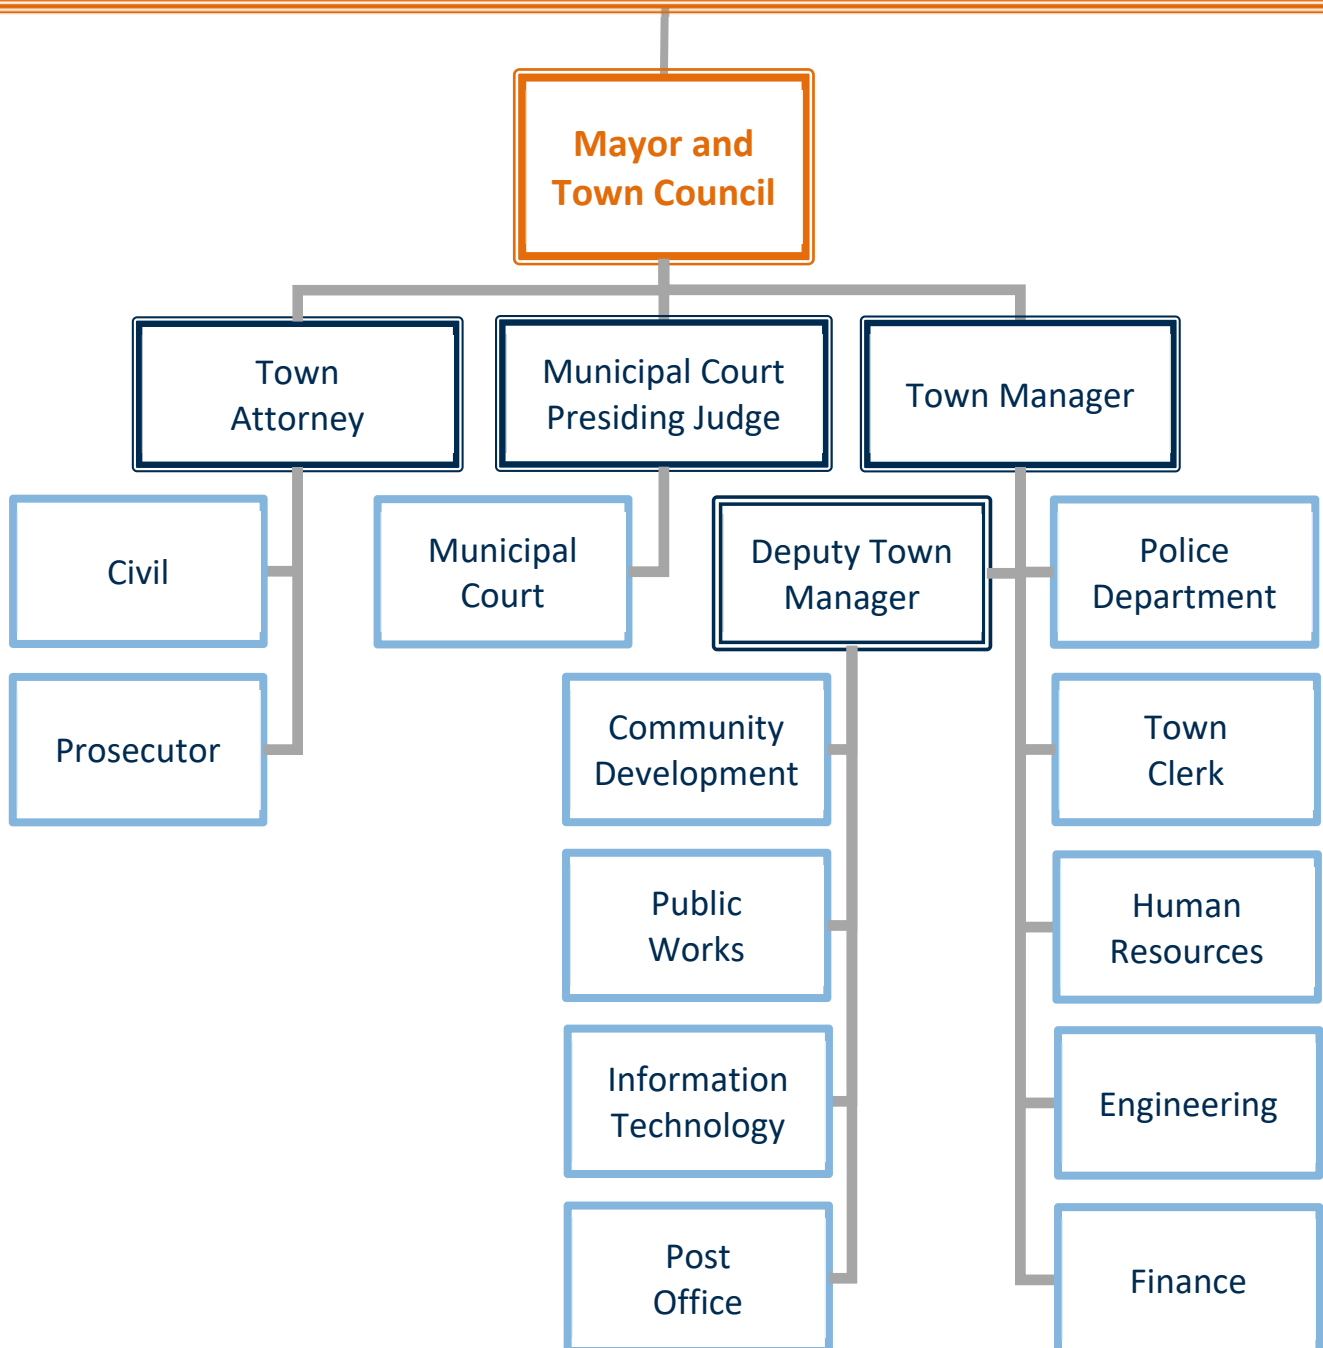 Mayor and
Town Council
Town
Attorney
Municipal Court
Presiding Judge
Town Manager
Civil
Municipal
Court
Deputy Town
Manager
Police
Department
Prosecutor
Community
Development
Town
Clerk
Public
Works
Human
Resources
Information
Technology
Engineering
Post
Office
Finance